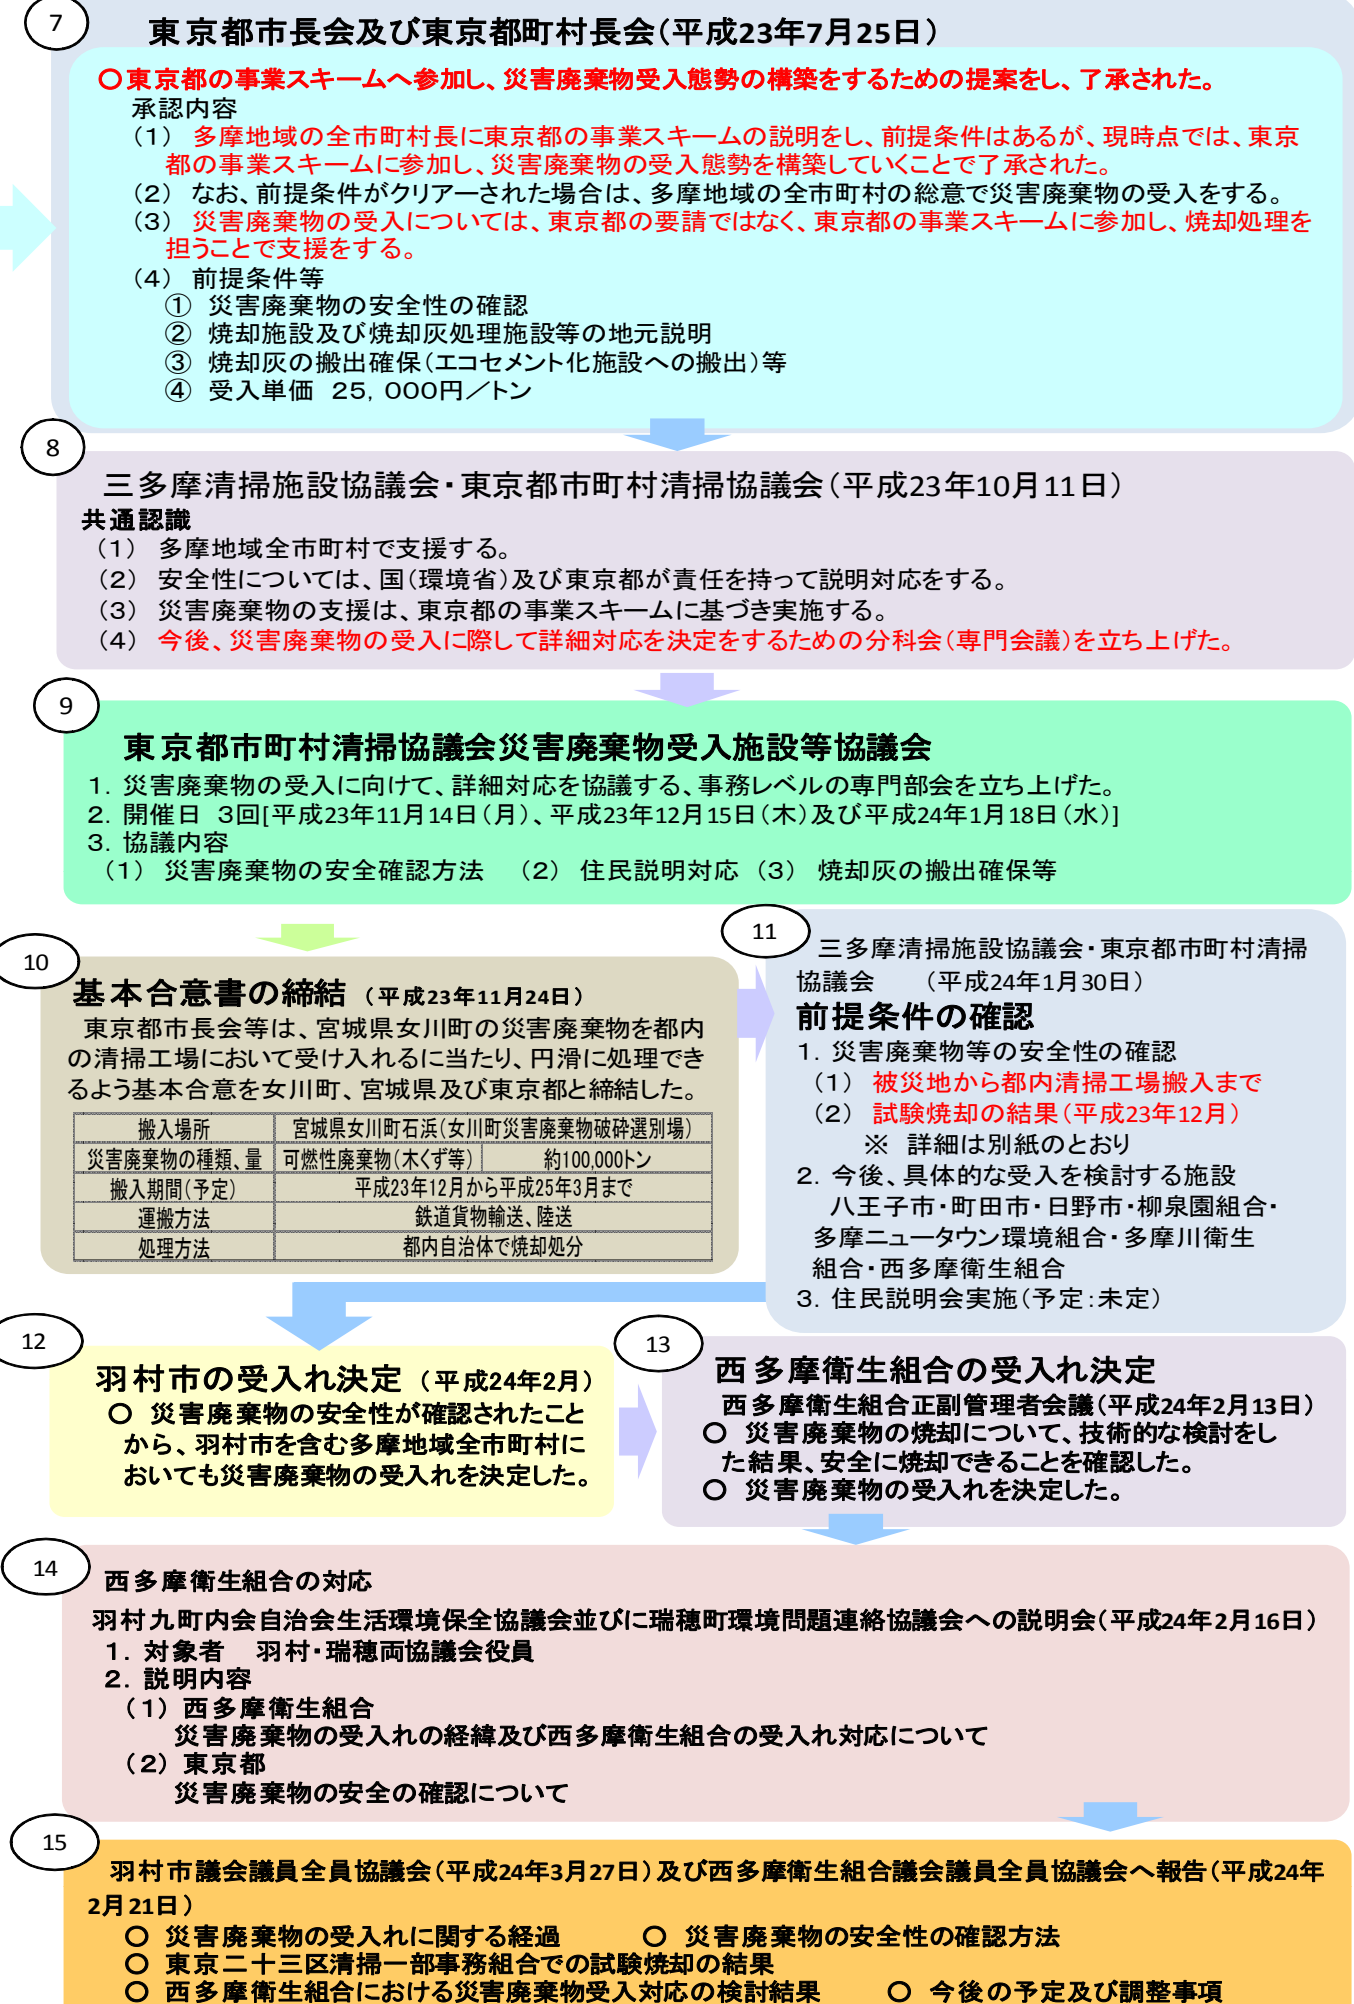 7
東京都市長会及び東京都町村長会（平成23年7月25日）
○東京都の事業スキームへ参加し、災害廃棄物受入態勢の構築をするための提案をし、了承された。
承認内容
（１） 多摩地域の全市町村長に東京都の事業スキームの説明をし、前提条件はあるが、現時点では、東京
都の事業スキームに参加し、災害廃棄物の受入態勢を構築していくことで了承された。
（２） なお、前提条件がクリアーされた場合は、多摩地域の全市町村の総意で災害廃棄物の受入をする。
（３） 災害廃棄物の受入については、東京都の要請ではなく、東京都の事業スキームに参加し、焼却処理を
担うことで支援をする。
（４） 前提条件等
① 災害廃棄物の安全性の確認
② 焼却施設及び焼却灰処理施設等の地元説明
③ 焼却灰の搬出確保（エコセメント化施設への搬出）等
④ 受入単価 ２５，０００円／トン
8
三多摩清掃施設協議会・東京都市町村清掃協議会（平成23年10月11日）
共通認識
（１） 多摩地域全市町村で支援する。
（２） 安全性については、国（環境省）及び東京都が責任を持って説明対応をする。
（３） 災害廃棄物の支援は、東京都の事業スキームに基づき実施する。
（４） 今後、災害廃棄物の受入に際して詳細対応を決定をするための分科会（専門会議）を立ち上げた。
9
東京都市町村清掃協議会災害廃棄物受入施設等協議会
１．災害廃棄物の受入に向けて、詳細対応を協議する、事務レベルの専門部会を立ち上げた。
２．開催日 ３回[平成23年11月14日（月）、平成23年12月15日（木）及び平成24年1月18日（水）]
３．協議内容
（１） 災害廃棄物の安全確認方法 （２） 住民説明対応 （３） 焼却灰の搬出確保等
10
基本合意書の締結（平成23年11月24日）
東京都市長会等は、宮城県女川町の災害廃棄物を都内
の清掃工場において受け入れるに当たり、円滑に処理でき
るよう基本合意を女川町、宮城県及び東京都と締結した。
搬入場所 宮城県女川町石浜（女川町災害廃棄物破砕選別場）
災害廃棄物の種類、量 可燃性廃棄物（木くず等） 約100,000トン
搬入期間（予定） 平成23年12月から平成25年3月まで
運搬方法 鉄道貨物輸送、陸送
処理方法 都内自治体で焼却処分
11
三多摩清掃施設協議会・東京都市町村清掃
協議会 （平成24年1月30日）
前提条件の確認
１．災害廃棄物等の安全性の確認
（１） 被災地から都内清掃工場搬入まで
（２） 試験焼却の結果（平成23年12月）
※ 詳細は別紙のとおり
２．今後、具体的な受入を検討する施設
八王子市・町田市・日野市・柳泉園組合・
多摩ニュータウン環境組合・多摩川衛生
組合・西多摩衛生組合
３．住民説明会実施（予定：未定）
12
羽村市の受入れ決定（平成24年2月）
○ 災害廃棄物の安全性が確認されたこと
から、羽村市を含む多摩地域全市町村に
おいても災害廃棄物の受入れを決定した。
13
西多摩衛生組合の受入れ決定
西多摩衛生組合正副管理者会議（平成24年2月13日）
○ 災害廃棄物の焼却について、技術的な検討をし
た結果、安全に焼却できることを確認した。
○ 災害廃棄物の受入れを決定した。
14
西多摩衛生組合の対応
羽村九町内会自治会生活環境保全協議会並びに瑞穂町環境問題連絡協議会への説明会（平成24年2月16日）
１．対象者 羽村・瑞穂両協議会役員
２．説明内容
（１）西多摩衛生組合
災害廃棄物の受入れの経緯及び西多摩衛生組合の受入れ対応について
（２）東京都
災害廃棄物の安全の確認について
15
羽村市議会議員全員協議会（平成24年3月27日）及び西多摩衛生組合議会議員全員協議会へ報告（平成24年
2月21日）
○ 災害廃棄物の受入れに関する経過 ○ 災害廃棄物の安全性の確認方法
○ 東京二十三区清掃一部事務組合での試験焼却の結果
○ 西多摩衛生組合における災害廃棄物受入対応の検討結果 ○ 今後の予定及び調整事項